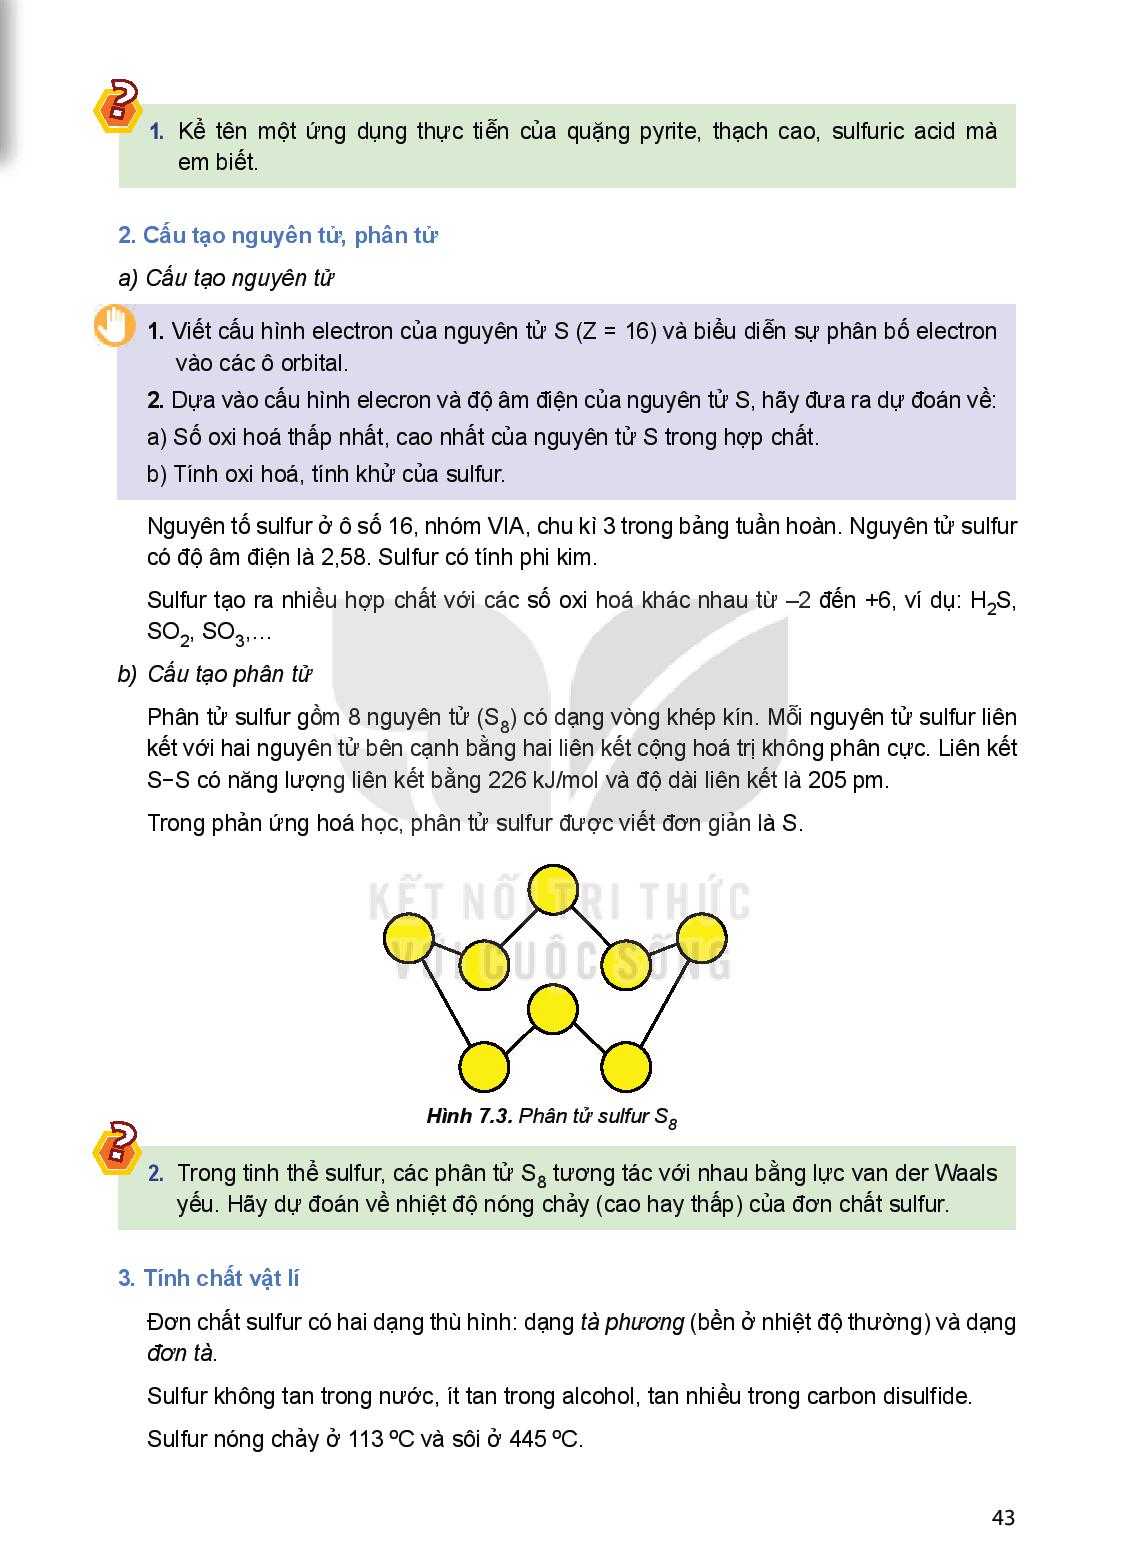 1. Kể tên một ứng dụng thực tiễn của quặng pyrite, thạch cao, sulfuric acid mà
em biết.
2. Cấu tạo nguyên tử, phân tử
a) Cấu tạo nguyên tử
1. Viết cấu hình electron của nguyên tử S (Z = 16) và biểu diễn sự phân bố electron
vào các ô orbital.
2. Dựa vào cấu hình elecron và độ âm điện của nguyên tử S, hãy đưa ra dự đoán về:
a) Số oxi hoá thấp nhất, cao nhất của nguyên tử S trong hợp chất.
b) Tính oxi hoá, tính khử của sulfur.
Nguyên tố sulfur ở ô số 16, nhóm VIA, chu kì 3 trong bảng tuần hoàn. Nguyên tử sulfur
có độ âm điện là 2,58. Sulfur có tính phi kim.
Sulfur tạo ra nhiều hợp chất với các số oxi hoá khác nhau từ –2 đến +6, ví dụ: H₂S,
SO₂, SO₃,...
b) Cấu tạo phân tử
Phân tử sulfur gồm 8 nguyên tử (S₈) có dạng vòng khép kín. Mỗi nguyên tử sulfur liên
kết với hai nguyên tử bên cạnh bằng hai liên kết cộng hoá trị không phân cực. Liên kết
S–S có năng lượng liên kết bằng 226 kJ/mol và độ dài liên kết là 205 pm.
Trong phản ứng hoá học, phân tử sulfur được viết đơn giản là S.
KẾT NỐI TRI THỨC
VỚI CUỘC SỐNG
Hình 7.3. Phân tử sulfur S₈
2. Trong tinh thể sulfur, các phân tử S₈ tương tác với nhau bằng lực van der Waals
yếu. Hãy dự đoán về nhiệt độ nóng chảy (cao hay thấp) của đơn chất sulfur.
3. Tính chất vật lí
Đơn chất sulfur có hai dạng thù hình: dạng tà phương (bền ở nhiệt độ thường) và dạng
đơn tà.
Sulfur không tan trong nước, ít tan trong alcohol, tan nhiều trong carbon disulfide.
Sulfur nóng chảy ở 113 ºC và sôi ở 445 ºC.
43